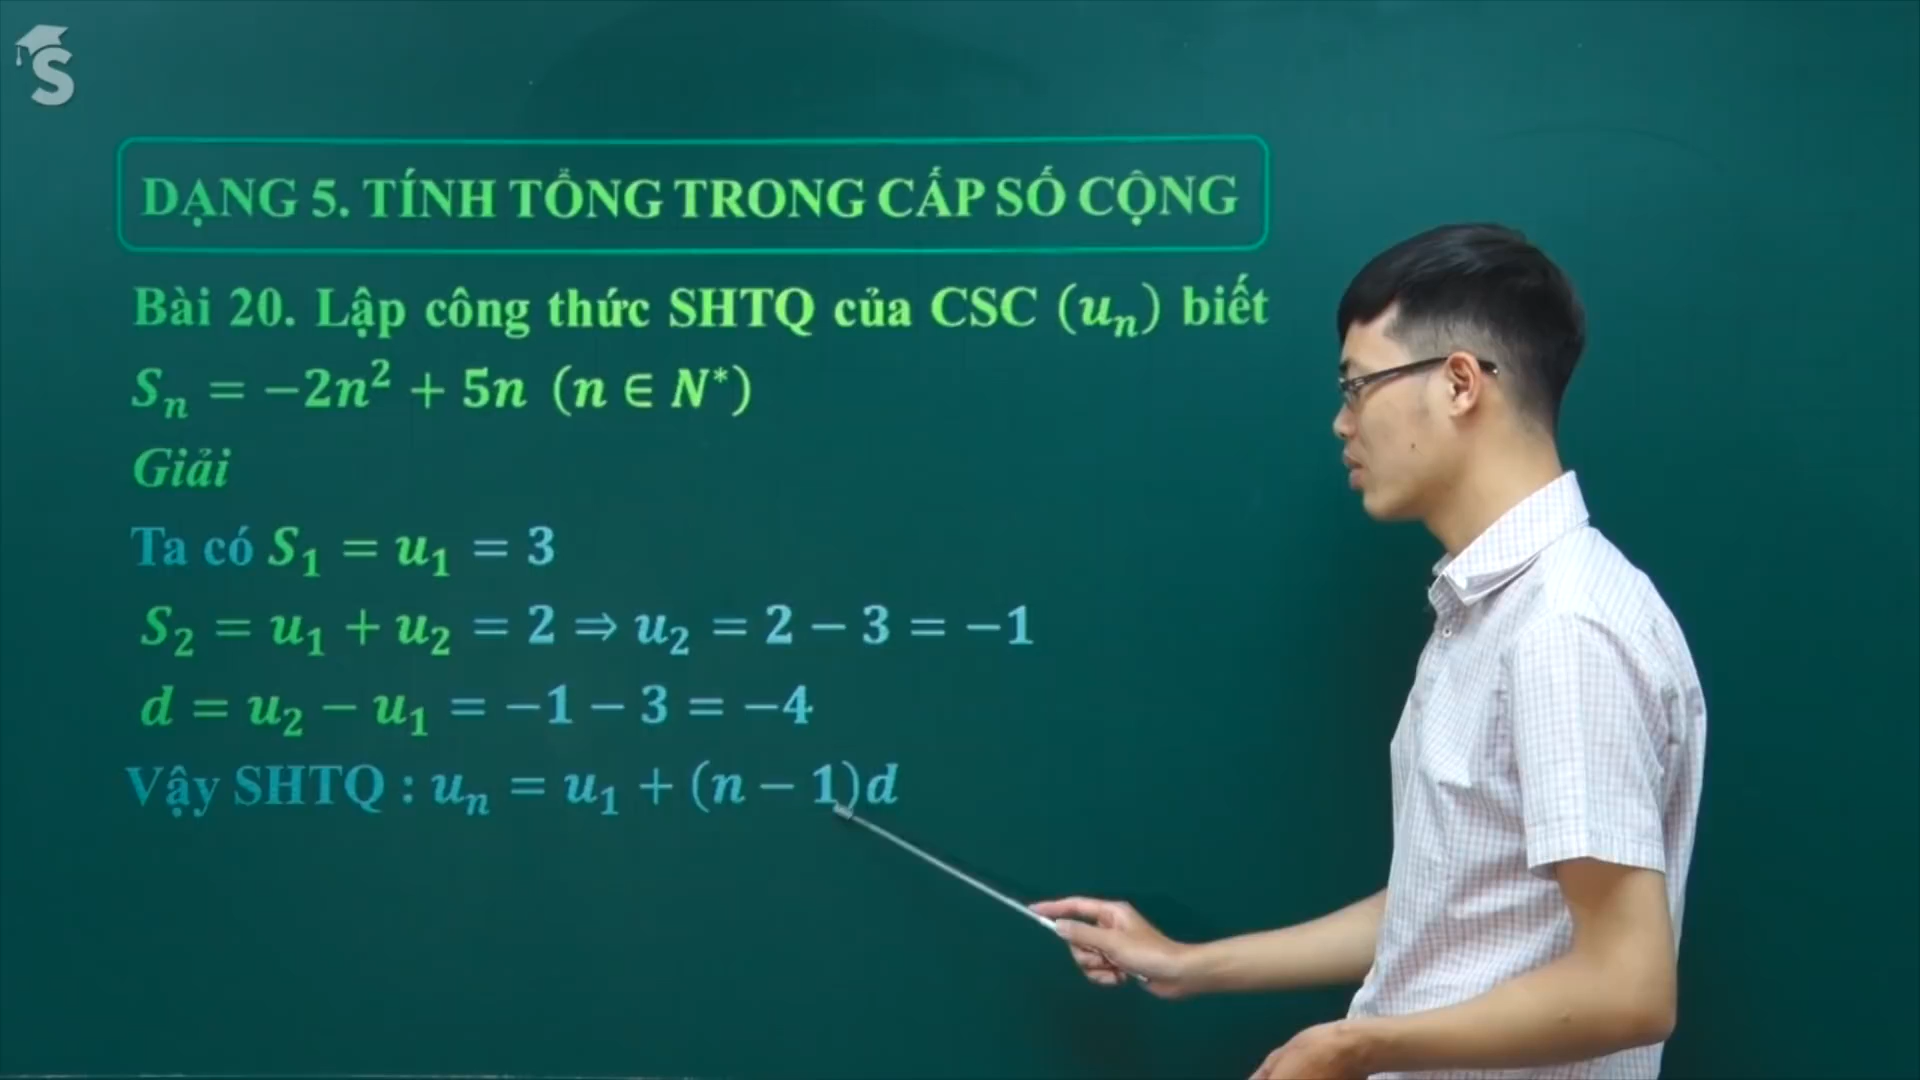 S
DẠNG 5. TÍNH TỔNG TRONG CẤP SỐ CỘNG
Bài 20. Lập công thức SHTQ của CSC (uₙ) biết
Sₙ = −2n² + 5n (n ∈ N*)
Giải
Ta có S₁ = u₁ = 3
S₂ = u₁ + u₂ = 2 ⇒ u₂ = 2 − 3 = −1
d = u₂ − u₁ = −1 − 3 = −4
Vậy SHTQ : uₙ = u₁ + (n − 1)d